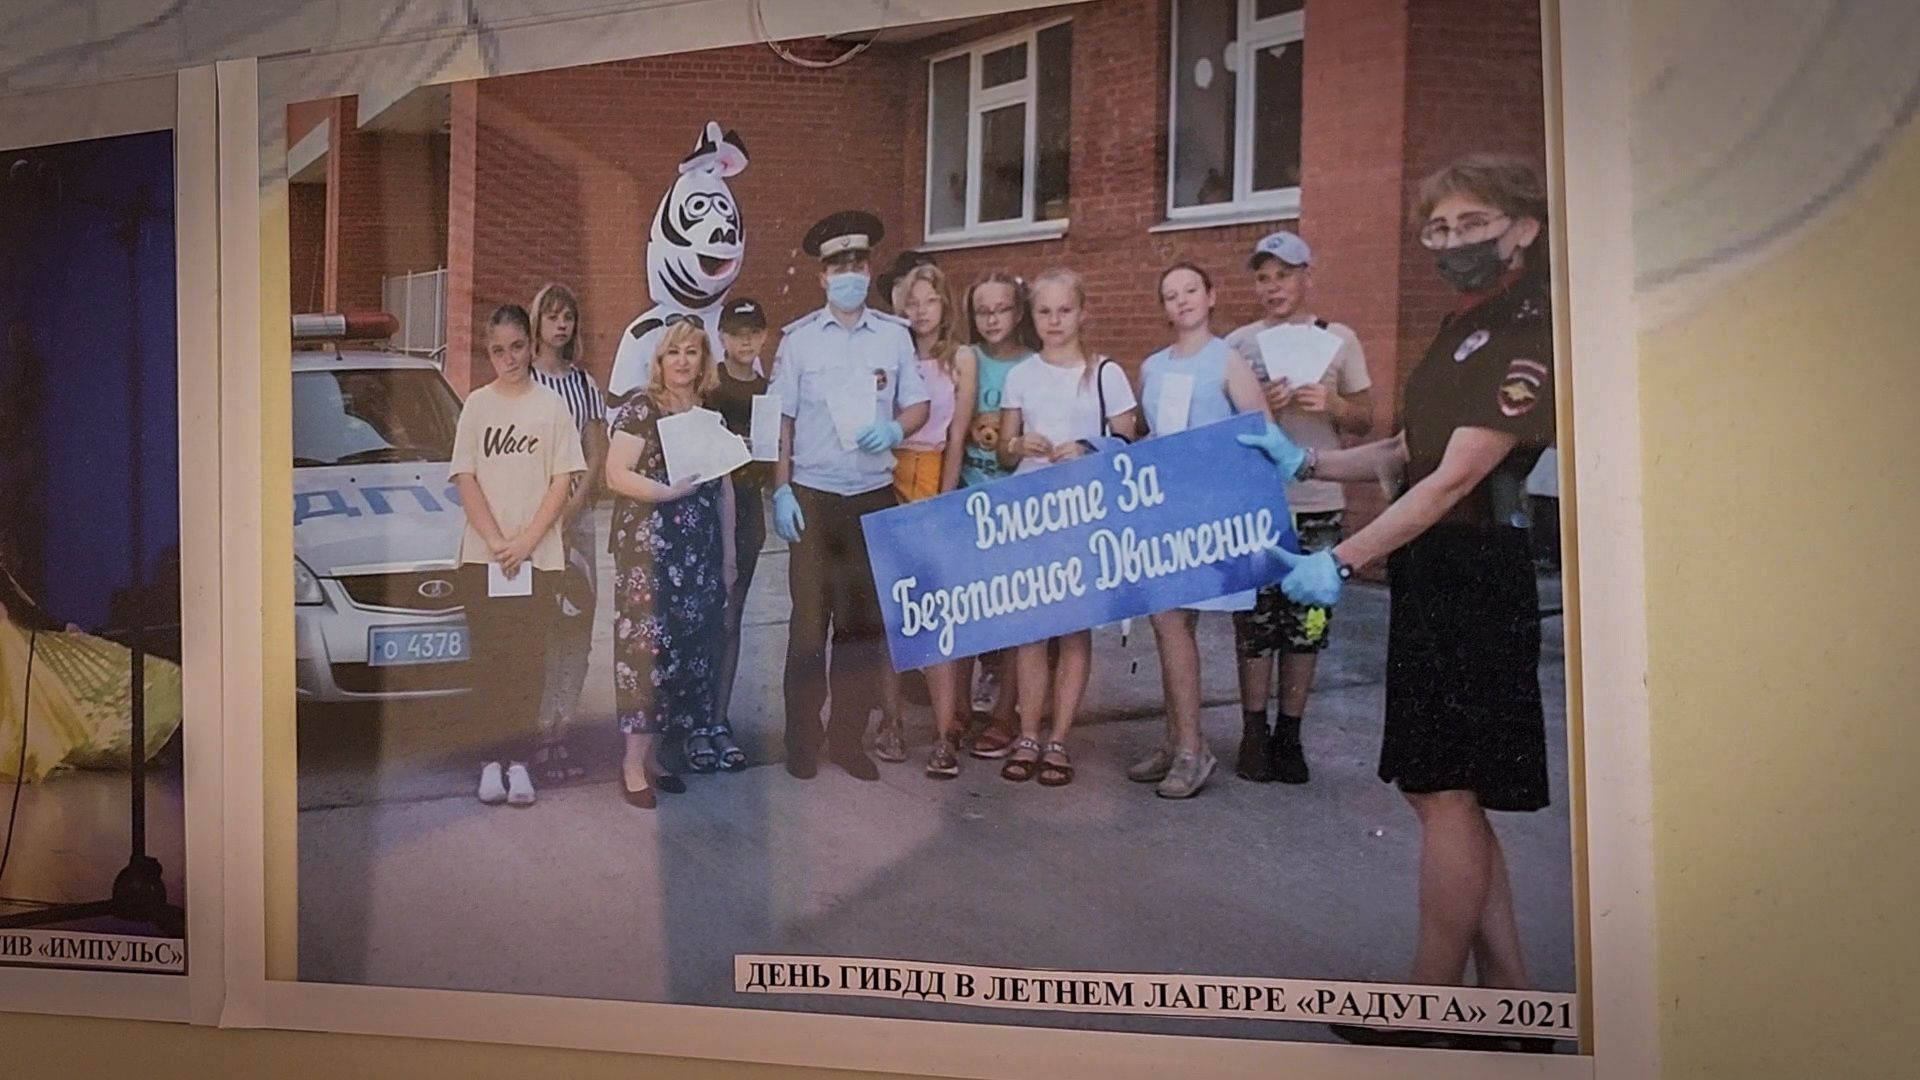 Wave
ДПС
о 4378
Вместе За
Безопасное Движение
ИВ «ИМПУЛЬС»
ДЕНЬ ГИБДД В ЛЕТНЕМ ЛАГЕРЕ «РАДУГА» 2021